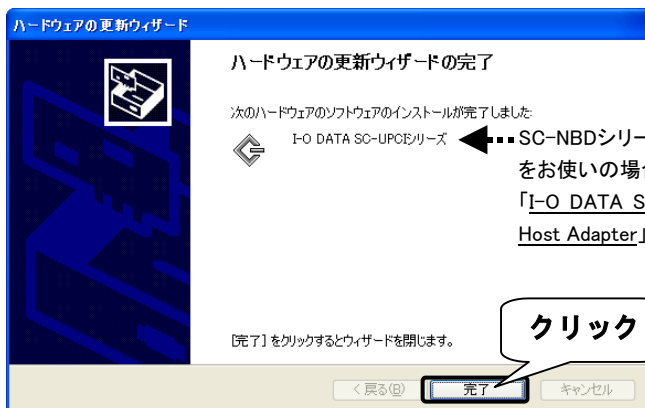 ハードウェアの更新ウィザード
ハードウェアの更新ウィザードの完了
次のハードウェアのソフトウェアのインストールが完了しました:
I-O DATA SC-UPCIシリーズ
SC-NBDシリー
をお使いの場合
「I-O DATA S
Host Adapter」
[完了] をクリックするとウィザードを閉じます。
クリック
< 戻る(B)
完了
キャンセル